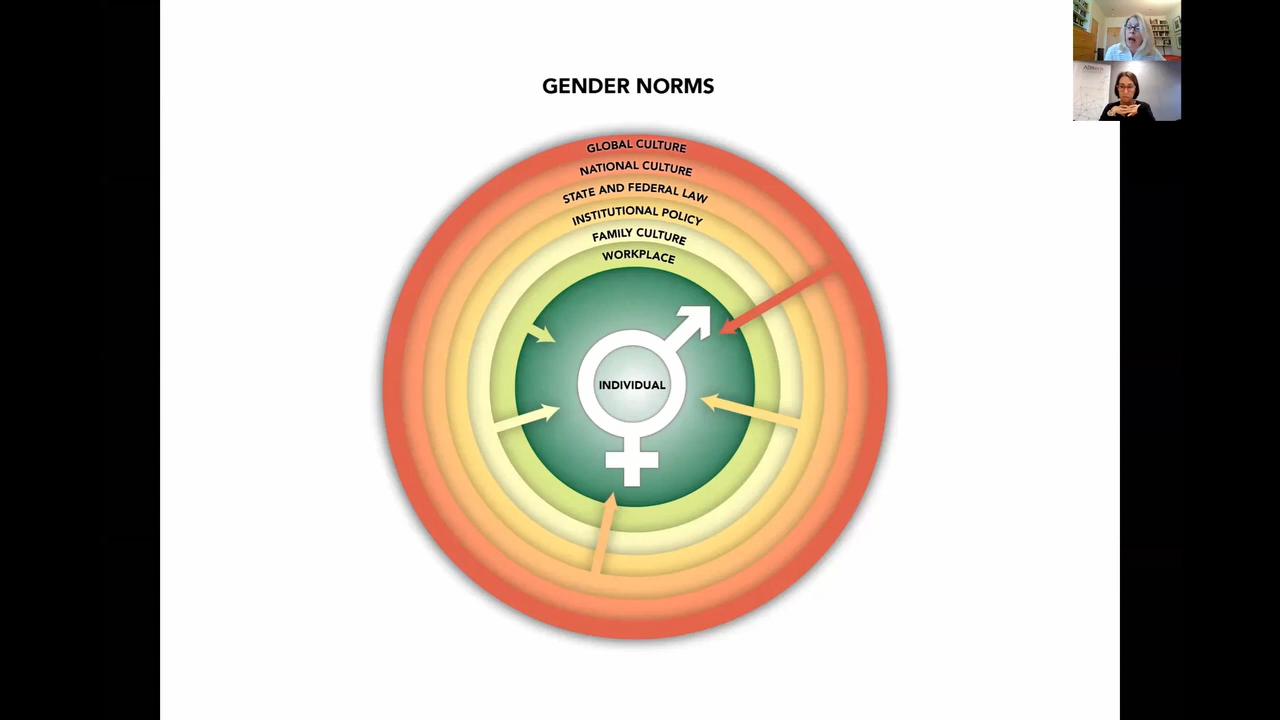 GENDER NORMS
GLOBAL CULTURE
NATIONAL CULTURE
STATE AND FEDERAL LAW
INSTITUTIONAL POLICY
FAMILY CULTURE
WORKPLACE
INDIVIDUAL